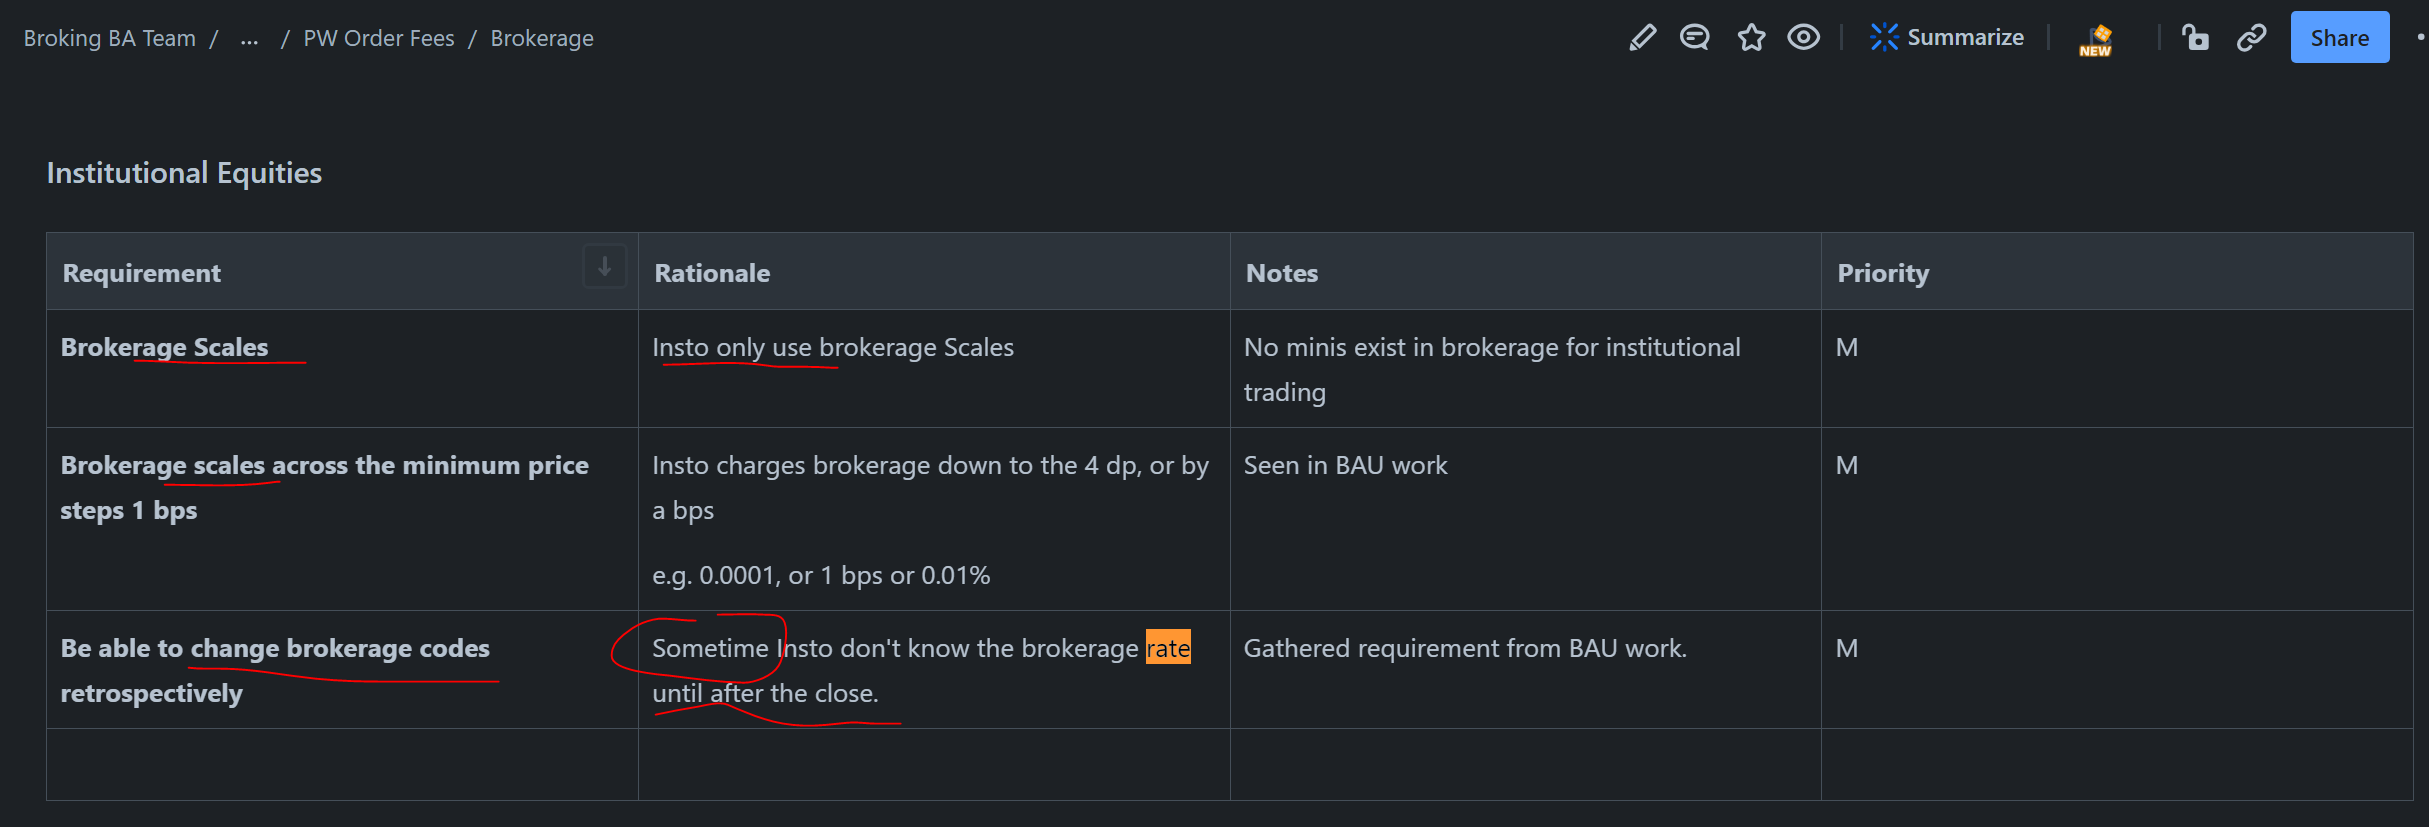 Broking BA Team / ... / PW Order Fees / Brokerage
Summarize
NEW
Share
Institutional Equities
Requirement
Rationale
Notes
Priority
Brokerage Scales
Insto only use brokerage Scales
No minis exist in brokerage for institutional
trading
M
Brokerage scales across the minimum price
steps 1 bps
Insto charges brokerage down to the 4 dp, or by
a bps
e.g. 0.0001, or 1 bps or 0.01%
Seen in BAU work
M
Be able to change brokerage codes
retrospectively
Sometime Insto don't know the brokerage rate
until after the close.
Gathered requirement from BAU work.
M